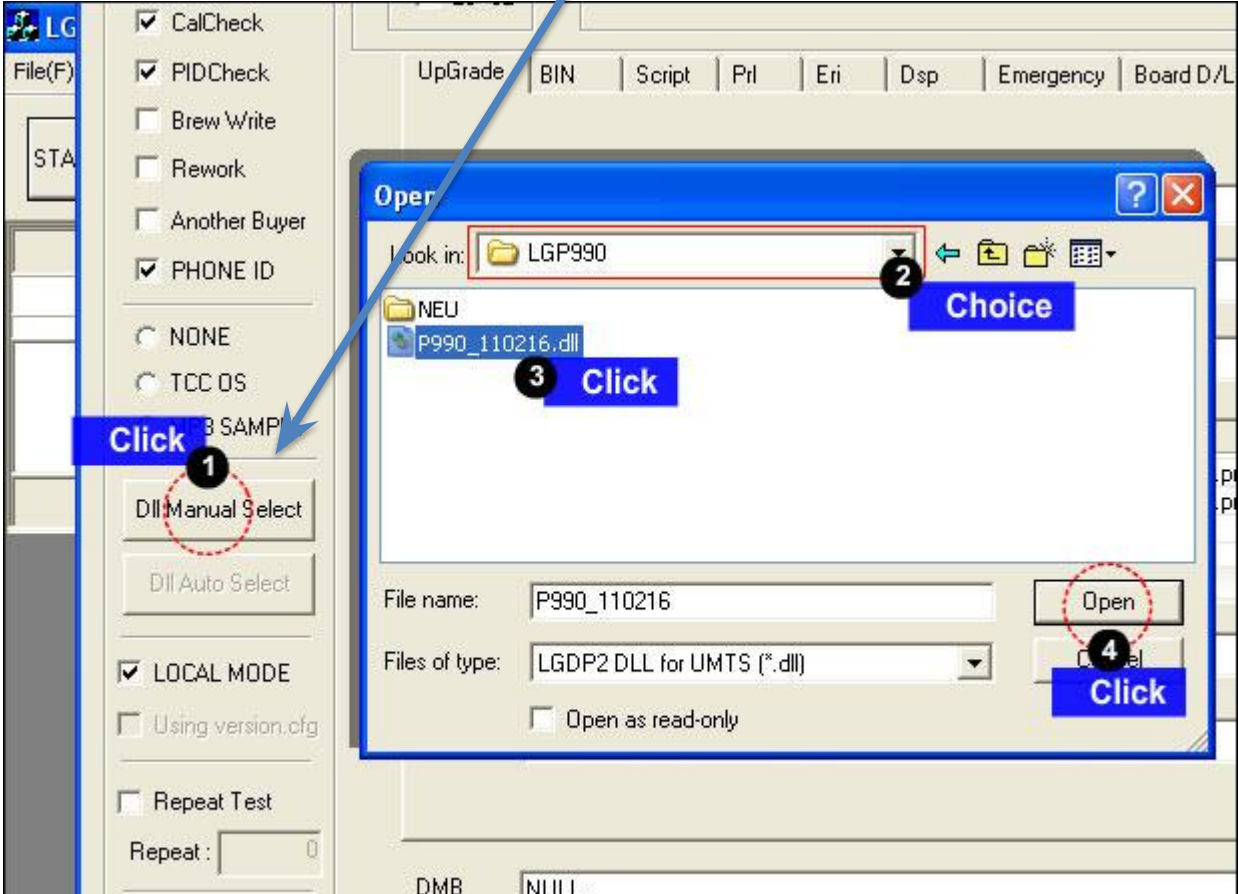 LG
File(F)
STA
CalCheck
PIDCheck
Brew Write
Rework
Another Buyer
PHONE ID
NONE
TCC OS
MP3 SAMPL
Click
1
Dll Manual Select
Dll Auto Select
LOCAL MODE
Using version.cfg
Repeat Test
Repeat : 0
UpGrade BIN Script Prl Eri Dsp Emergency Board D/L
Open
Look in: LGP990
2
Choice
NEU
P990_110216.dll
3 Click
File name: P990_110216 Open
Files of type: LGDP2 DLL for UMTS (*.dll)
4
Click
Open as read-only
DMB NULL